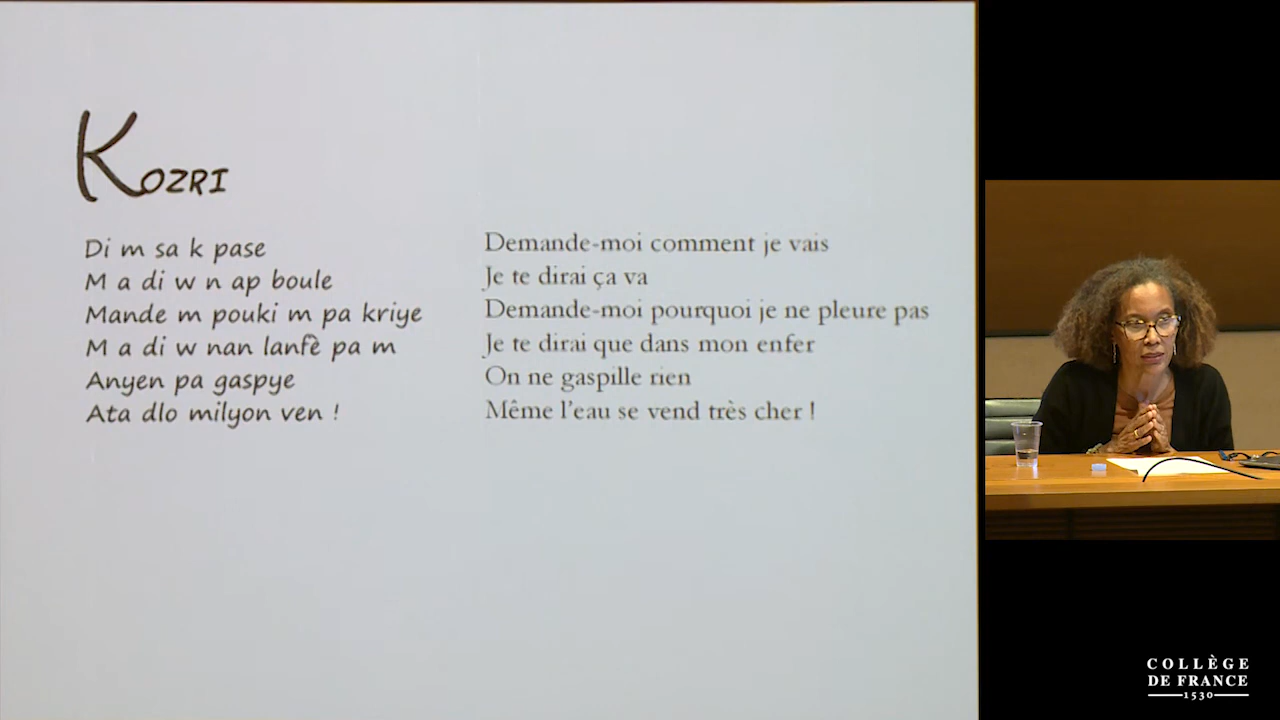 KOZRI
Di m sa k pase
M a di w n ap boule
Mande m pouki m pa kriye
M a di w nan lanfè pa m
Anyen pa gaspye
Ata dlo milyon ven !
Demande-moi comment je vais
Je te dirai ça va
Demande-moi pourquoi je ne pleure pas
Je te dirai que dans mon enfer
On ne gaspille rien
Même l'eau se vend très cher !
COLLÈGE
DE FRANCE
1530